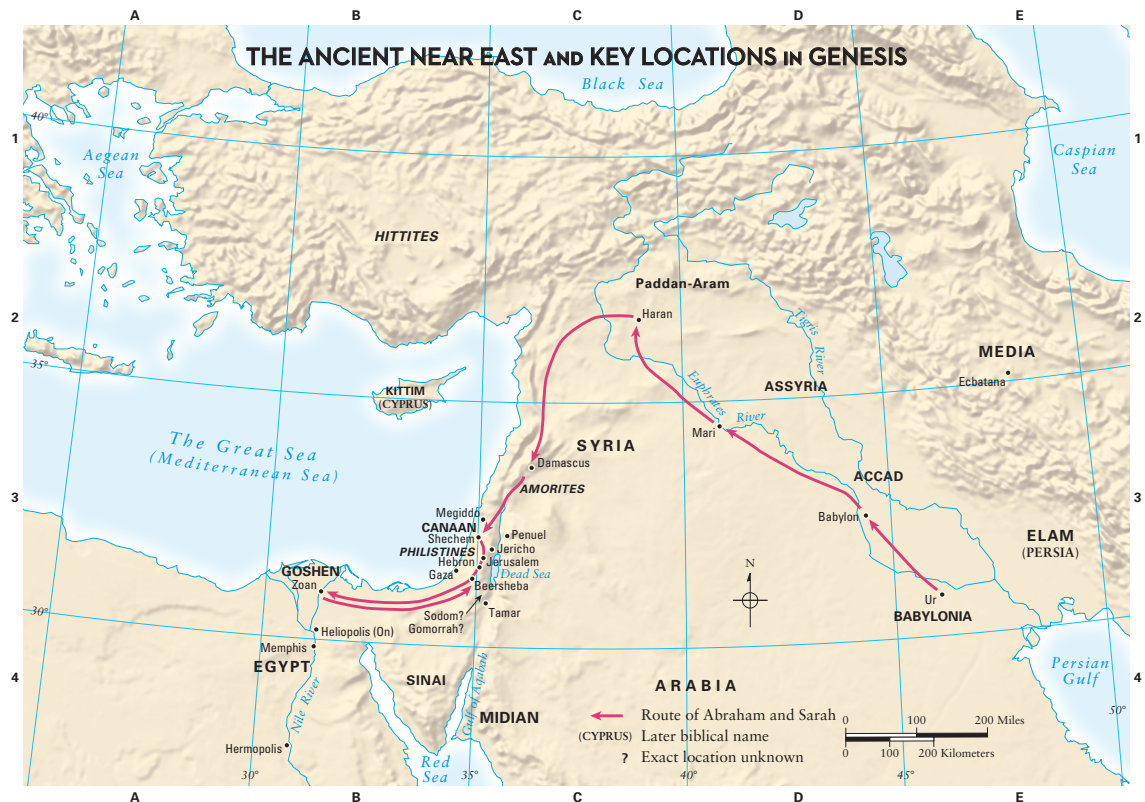 A B C D E
THE ANCIENT NEAR EAST AND KEY LOCATIONS IN GENESIS
Black Sea
40°
1
1
Aegean
Sea
Caspian
Sea
HITTITES
Paddan-Aram
Haran
2
2
Tigris River
35°
MEDIA
Ecbatana
KITTIM
(CYPRUS)
ASSYRIA
Euphrates
River
Mari
The Great Sea
(Mediterranean Sea)
SYRIA
Damascus
AMORITES
ACCAD
3
3
Megiddo
CANAAN
Shechem
Penuel
Babylon
PHILISTINES
Jericho
Hebron
Jerusalem
Gaza
Dead Sea
ELAM
(PERSIA)
GOSHEN
Zoan
Beersheba
N
Ur
BABYLONIA
30°
Sodom?
Gomorrah?
Tamar
Heliopolis (On)
Memphis
EGYPT
Persian
Gulf
4
4
SINAI
Gulf of Aqabah
ARABIA
Nile River
MIDIAN
50°
Route of Abraham and Sarah
(CYPRUS) Later biblical name
? Exact location unknown
0 100 200 Miles
0 100 200 Kilometers
Hermopolis
Red
Sea
30°
35°
40°
45°
A B C D E